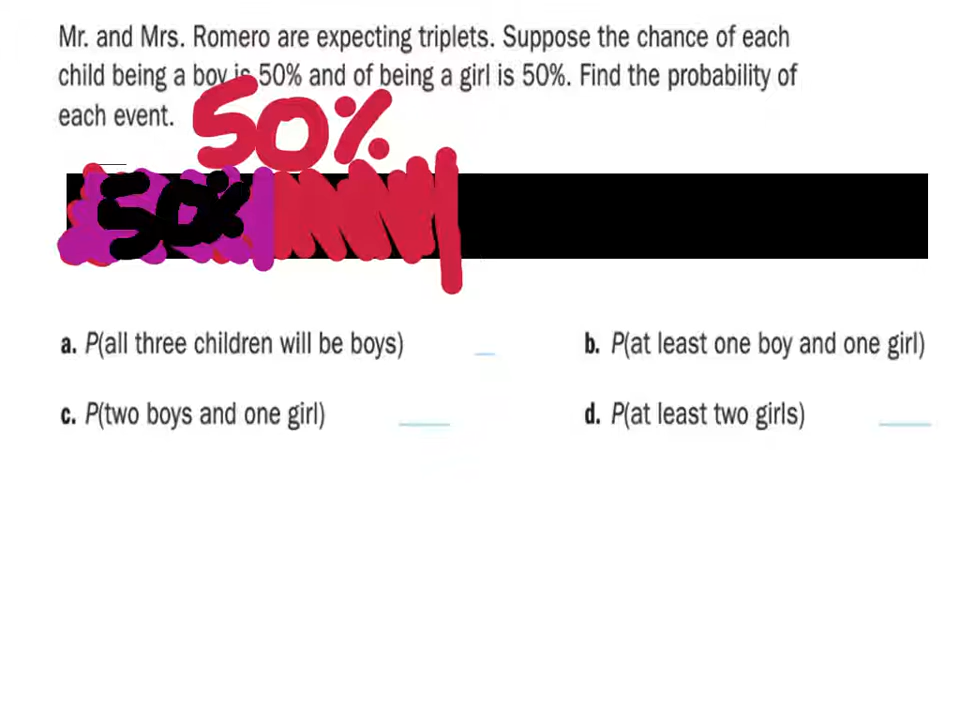 Mr. and Mrs. Romero are expecting triplets. Suppose the chance of each
child being a boy is 50% and of being a girl is 50%. Find the probability of
each event.
50%
50%
a. P(all three children will be boys)
b. P(at least one boy and one girl)
c. P(two boys and one girl)
d. P(at least two girls)